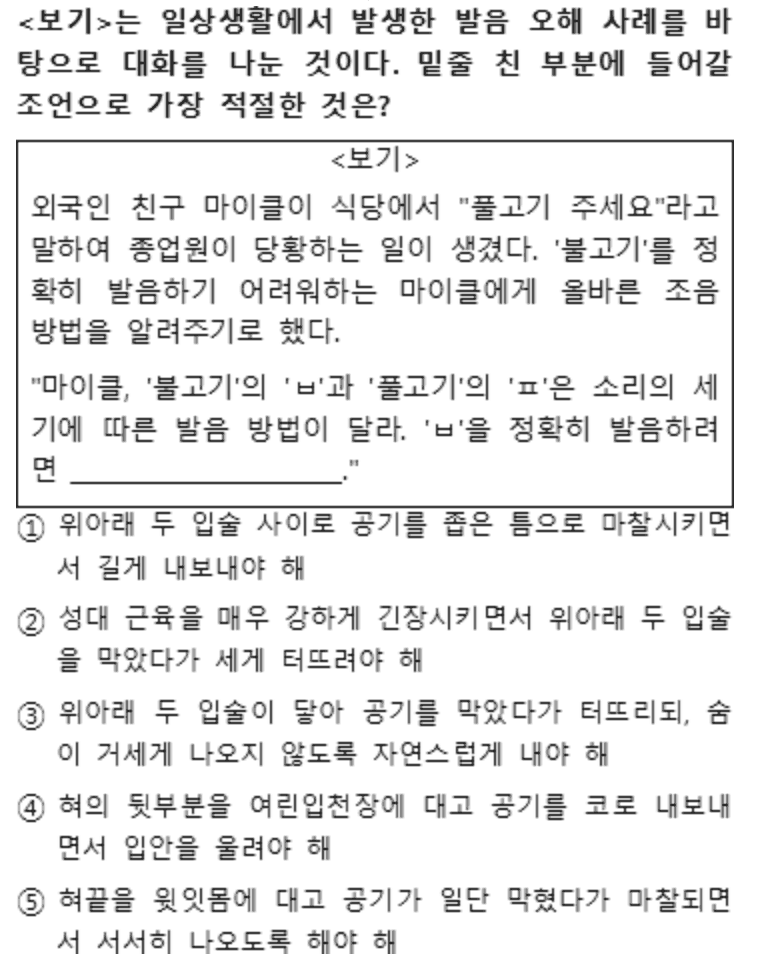 <보기>는 일상생활에서 발생한 발음 오해 사례를 바
탕으로 대화를 나눈 것이다. 밑줄 친 부분에 들어갈
조언으로 가장 적절한 것은?
<보기>
외국인 친구 마이클이 식당에서 "풀고기 주세요"라고
말하여 종업원이 당황하는 일이 생겼다. '불고기'를 정
확히 발음하기 어려워하는 마이클에게 올바른 조음
방법을 알려주기로 했다.
"마이클, '불고기'의 'ㅂ'과 '풀고기'의 'ㅍ'은 소리의 세
기에 따른 발음 방법이 달라. 'ㅂ'을 정확히 발음하려
면 ____________________."
① 위아래 두 입술 사이로 공기를 좁은 틈으로 마찰시키면
서 길게 내보내야 해
② 성대 근육을 매우 강하게 긴장시키면서 위아래 두 입술
을 막았다가 세게 터뜨려야 해
③ 위아래 두 입술이 닿아 공기를 막았다가 터뜨리되, 숨
이 거세게 나오지 않도록 자연스럽게 내야 해
④ 혀의 뒷부분을 여린입천장에 대고 공기를 코로 내보내
면서 입안을 울려야 해
⑤ 혀끝을 윗잇몸에 대고 공기가 일단 막혔다가 마찰되면
서 서서히 나오도록 해야 해